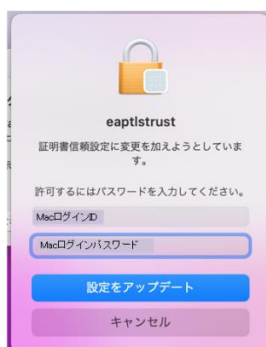 eaptlstrust
証明書信頼設定に変更を加えようとしていま
す。
許可するにはパスワードを入力してください。
MacログインID
Macログインパスワード
設定をアップデート
キャンセル